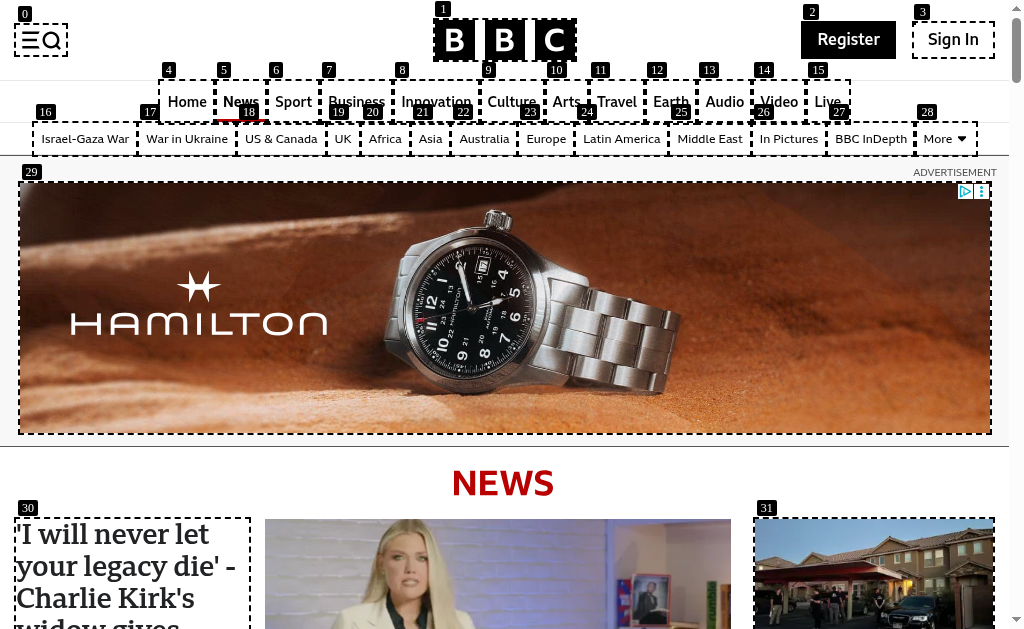 0
1
2
3
BBC
Register
Sign In
4
5
6
7
8
9
10
11
12
13
14
15
Home
News
Sport
Business
Innovation
Culture
Arts
Travel
Earth
Audio
Video
Live
16
17
18
19
20
21
22
23
24
25
26
27
28
Israel-Gaza War
War in Ukraine
US & Canada
UK
Africa
Asia
Australia
Europe
Latin America
Middle East
In Pictures
BBC InDepth
More
29
ADVERTISEMENT
HAMILTON
NEWS
30
31
'I will never let
your legacy die' -
Charlie Kirk's
widow gives